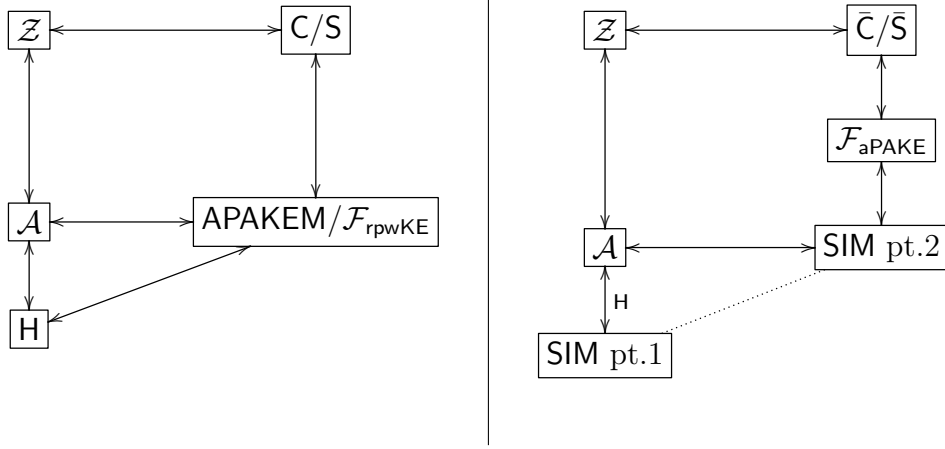 𝒵 C/S
𝒜 APAKEM/ℱrpwKE
H
𝒵 C̄/S̄
ℱaPAKE
𝒜 SIM pt.2
H
SIM pt.1